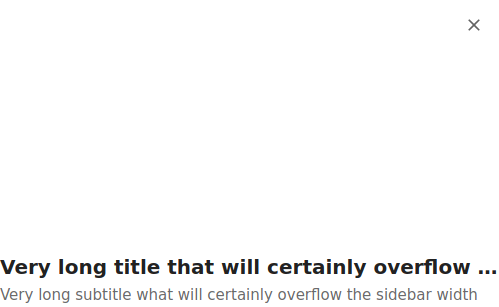 Very long title that will certainly overflow ...
Very long subtitle what will certainly overflow the sidebar width